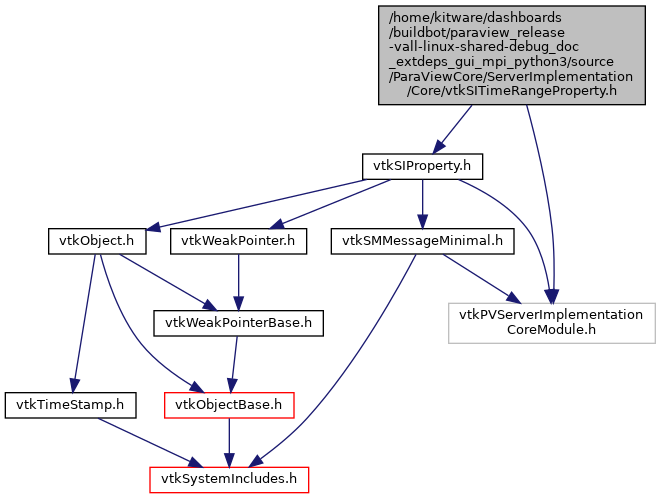 /home/kitware/dashboards
/buildbot/paraview_release
-vall-linux-shared-debug_doc
_extdeps_gui_mpi_python3/source
/ParaViewCore/ServerImplementation
/Core/vtkSITimeRangeProperty.h
vtkSIProperty.h
vtkObject.h
vtkWeakPointer.h
vtkSMMessageMinimal.h
vtkWeakPointerBase.h
vtkPVServerImplementation
CoreModule.h
vtkTimeStamp.h
vtkObjectBase.h
vtkSystemIncludes.h